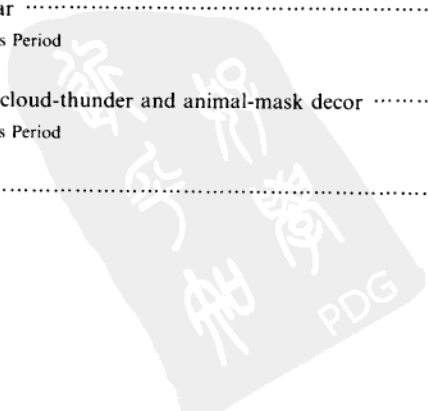 ar ……………………………………………
s Period
cloud-thunder and animal-mask decor ………
s Period
……………………………………………
PDG